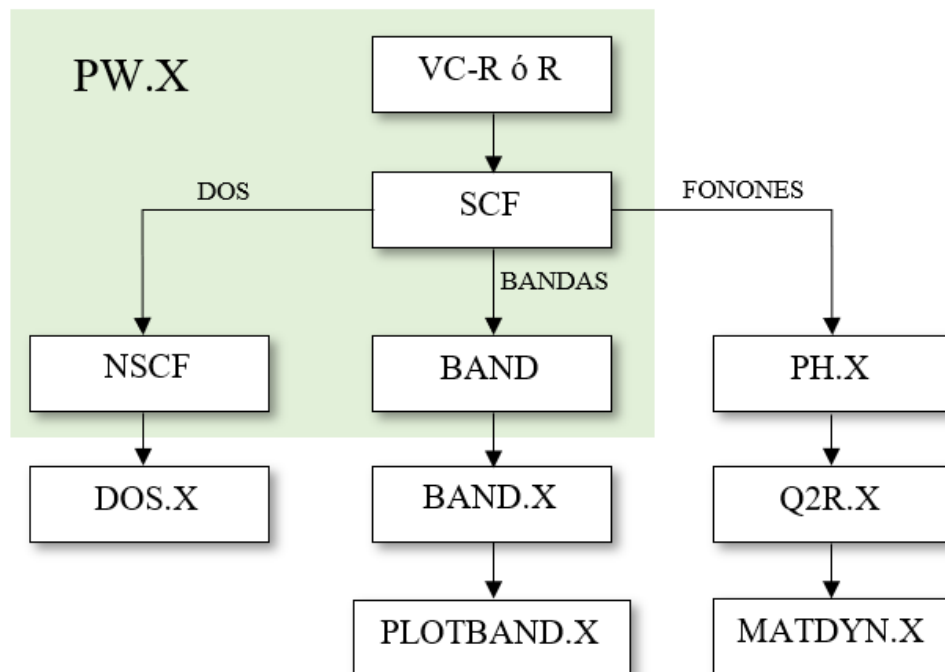 PW.X
VC-R ó R
DOS
SCF
FONONES
BANDAS
NSCF
BAND
PH.X
DOS.X
BAND.X
Q2R.X
PLOTBAND.X
MATDYN.X